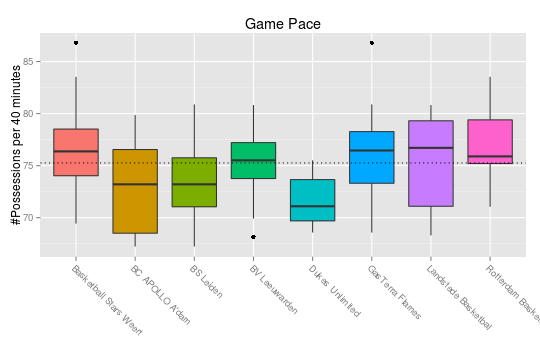 Game Pace
#Possessions per 40 minutes
85
80
75
70
Basketball Stars Weert
BC APOLLO A'dam
BS Leiden
BV Leeuwarden
Dukes Unlimited
GasTerra Flames
Landstede Basketbal
Rotterdam Baske